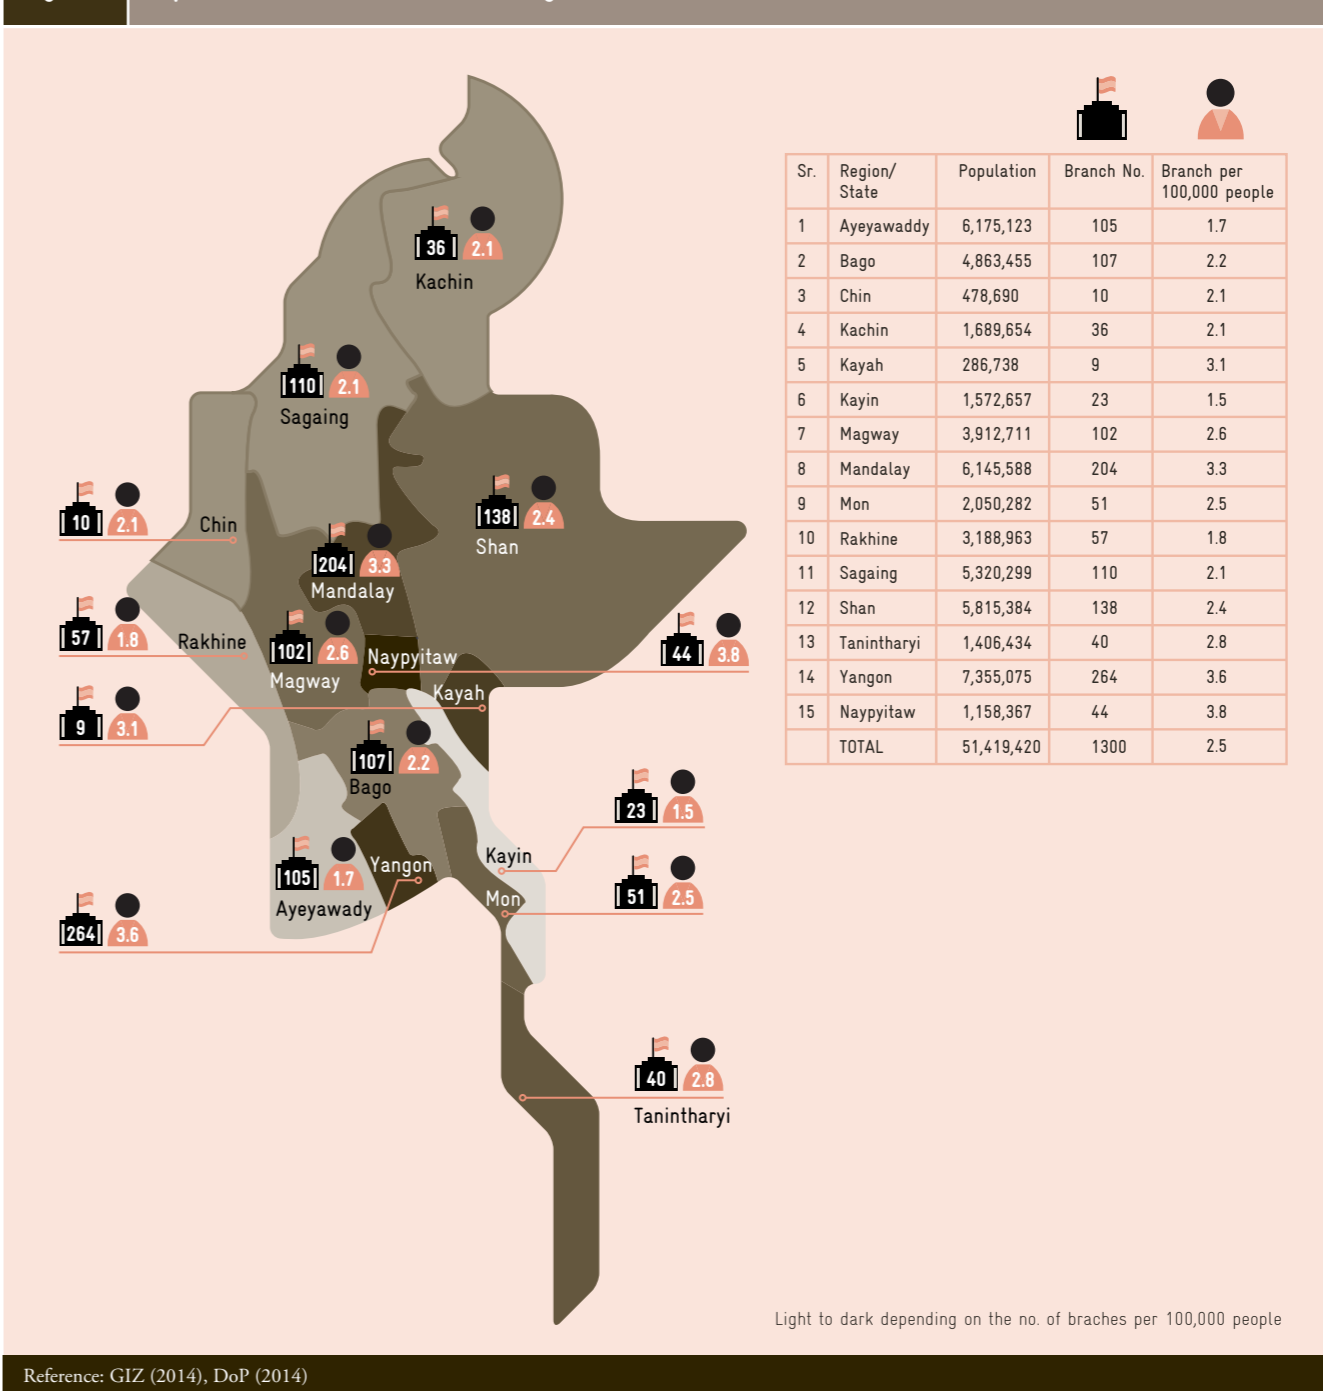 36 2.1
Kachin
110 2.1
Sagaing
10 2.1
Chin
138 2.4
Shan
204 3.3
Mandalay
57 1.8
Rakhine
102 2.6
Magway
Naypyitaw
44 3.8
Kayah
9 3.1
107 2.2
Bago
23 1.5
Kayin
105 1.7
Ayeyawady
Yangon
51 2.5
Mon
264 3.6
40 2.8
Tanintharyi
Sr. Region/ State Population Branch No. Branch per 100,000 people
1 Ayeyawaddy 6,175,123 105 1.7
2 Bago 4,863,455 107 2.2
3 Chin 478,690 10 2.1
4 Kachin 1,689,654 36 2.1
5 Kayah 286,738 9 3.1
6 Kayin 1,572,657 23 1.5
7 Magway 3,912,711 102 2.6
8 Mandalay 6,145,588 204 3.3
9 Mon 2,050,282 51 2.5
10 Rakhine 3,188,963 57 1.8
11 Sagaing 5,320,299 110 2.1
12 Shan 5,815,384 138 2.4
13 Tanintharyi 1,406,434 40 2.8
14 Yangon 7,355,075 264 3.6
15 Naypyitaw 1,158,367 44 3.8
TOTAL 51,419,420 1300 2.5
Light to dark depending on the no. of braches per 100,000 people
Reference: GIZ (2014), DoP (2014)